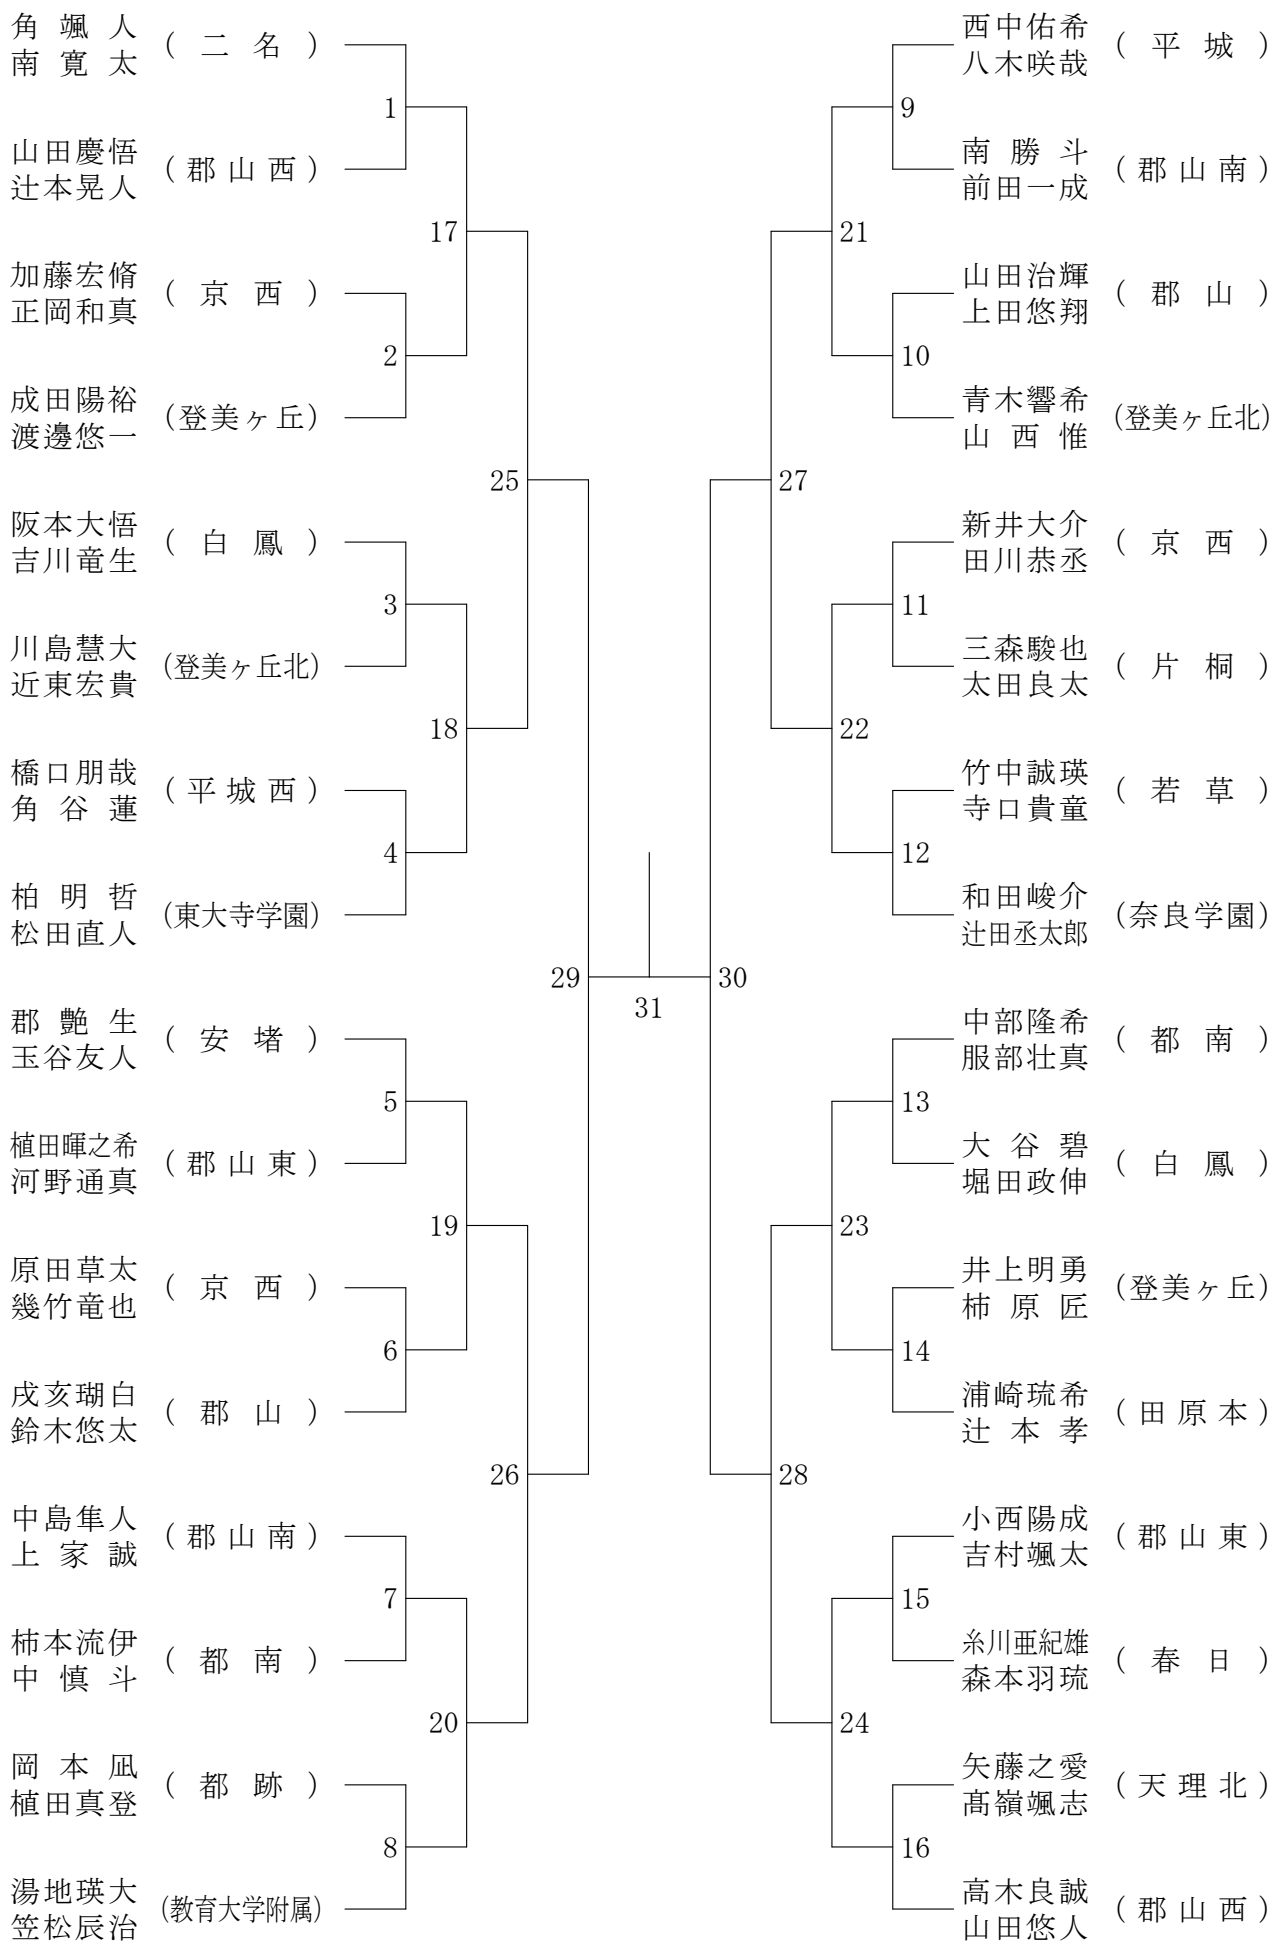 角 颯 人
南 寛 太
( 二 名 )
1
山田慶悟
辻本晃人
( 郡 山 西 )
17
加藤宏脩
正岡和真
( 京 西 )
2
成田陽裕
渡邊悠一
(登美ヶ丘)
25
阪本大悟
吉川竜生
( 白 鳳 )
3
川島慧大
近東宏貴
(登美ヶ丘北)
18
橋口朋哉
角 谷 蓮
( 平 城 西 )
4
柏 明 哲
松田直人
(東大寺学園)
29
郡 艶 生
玉谷友人
( 安 堵 )
5
植田暉之希
河野通真
( 郡 山 東 )
19
原田草太
幾竹竜也
( 京 西 )
6
戌亥瑚白
鈴木悠太
( 郡 山 )
26
中島隼人
上 家 誠
( 郡 山 南 )
7
柿本流伊
中 慎 斗
( 都 南 )
20
岡 本 凪
植田真登
( 都 跡 )
8
湯地瑛大
笠松辰治
(教育大学附属)
31
西中佑希
八木咲哉
( 平 城 )
9
南 勝 斗
前田一成
( 郡 山 南 )
21
山田治輝
上田悠翔
( 郡 山 )
10
青木響希
山 西 惟
(登美ヶ丘北)
27
新井大介
田川恭丞
( 京 西 )
11
三森駿也
太田良太
( 片 桐 )
22
竹中誠瑛
寺口貴童
( 若 草 )
12
和田峻介
辻田丞太郎
(奈良学園)
30
中部隆希
服部壮真
( 都 南 )
13
大 谷 碧
堀田政伸
( 白 鳳 )
23
井上明勇
柿 原 匠
(登美ヶ丘)
14
浦崎琉希
辻 本 孝
( 田 原 本 )
28
小西陽成
吉村颯太
( 郡 山 東 )
15
糸川亜紀雄
森本羽琉
( 春 日 )
24
矢藤之愛
髙嶺颯志
( 天 理 北 )
16
高木良誠
山田悠人
( 郡 山 西 )